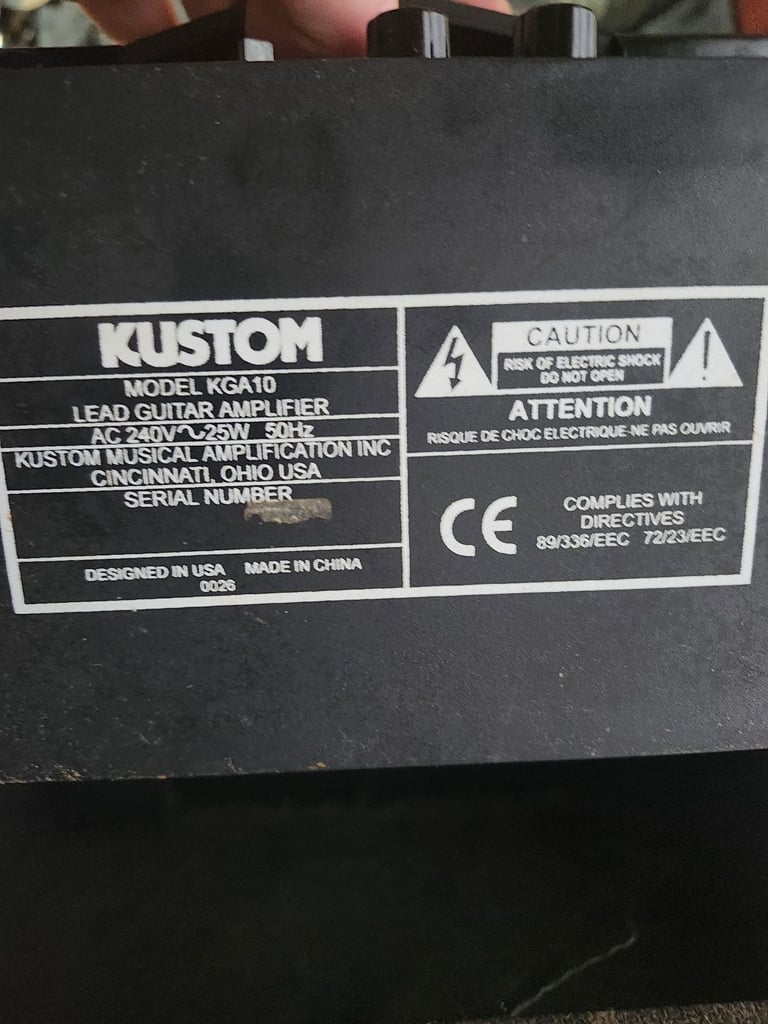 KUSTOM
MODEL KGA10
LEAD GUITAR AMPLIFIER
AC 240V～25W 50Hz
KUSTOM MUSICAL AMPLIFICATION INC
CINCINNATI, OHIO USA
SERIAL NUMBER
DESIGNED IN USA MADE IN CHINA
0026
CAUTION
RISK OF ELECTRIC SHOCK
DO NOT OPEN
ATTENTION
RISQUE DE CHOC ELECTRIQUE-NE PAS OUVRIR
CE
COMPLIES WITH
DIRECTIVES
89/336/EEC 72/23/EEC